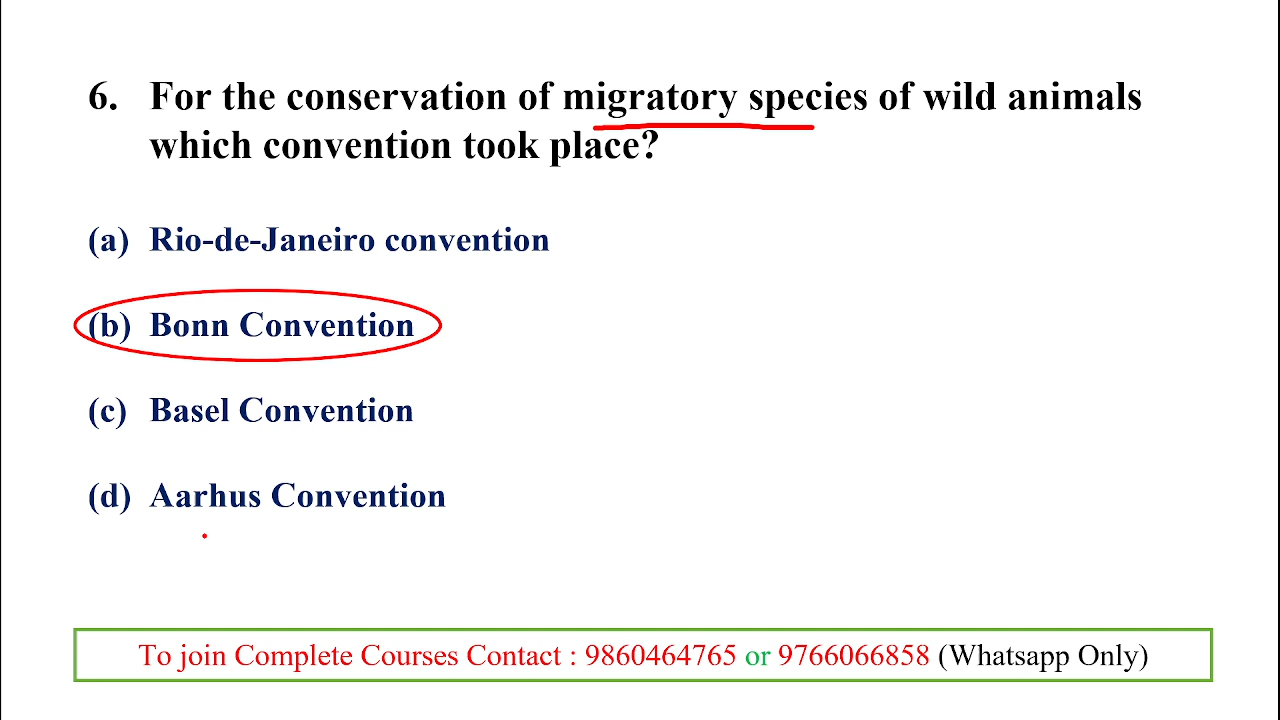 6. For the conservation of migratory species of wild animals
which convention took place?
(a) Rio-de-Janeiro convention
(b) Bonn Convention
(c) Basel Convention
(d) Aarhus Convention
To join Complete Courses Contact : 9860464765 or 9766066858 (Whatsapp Only)